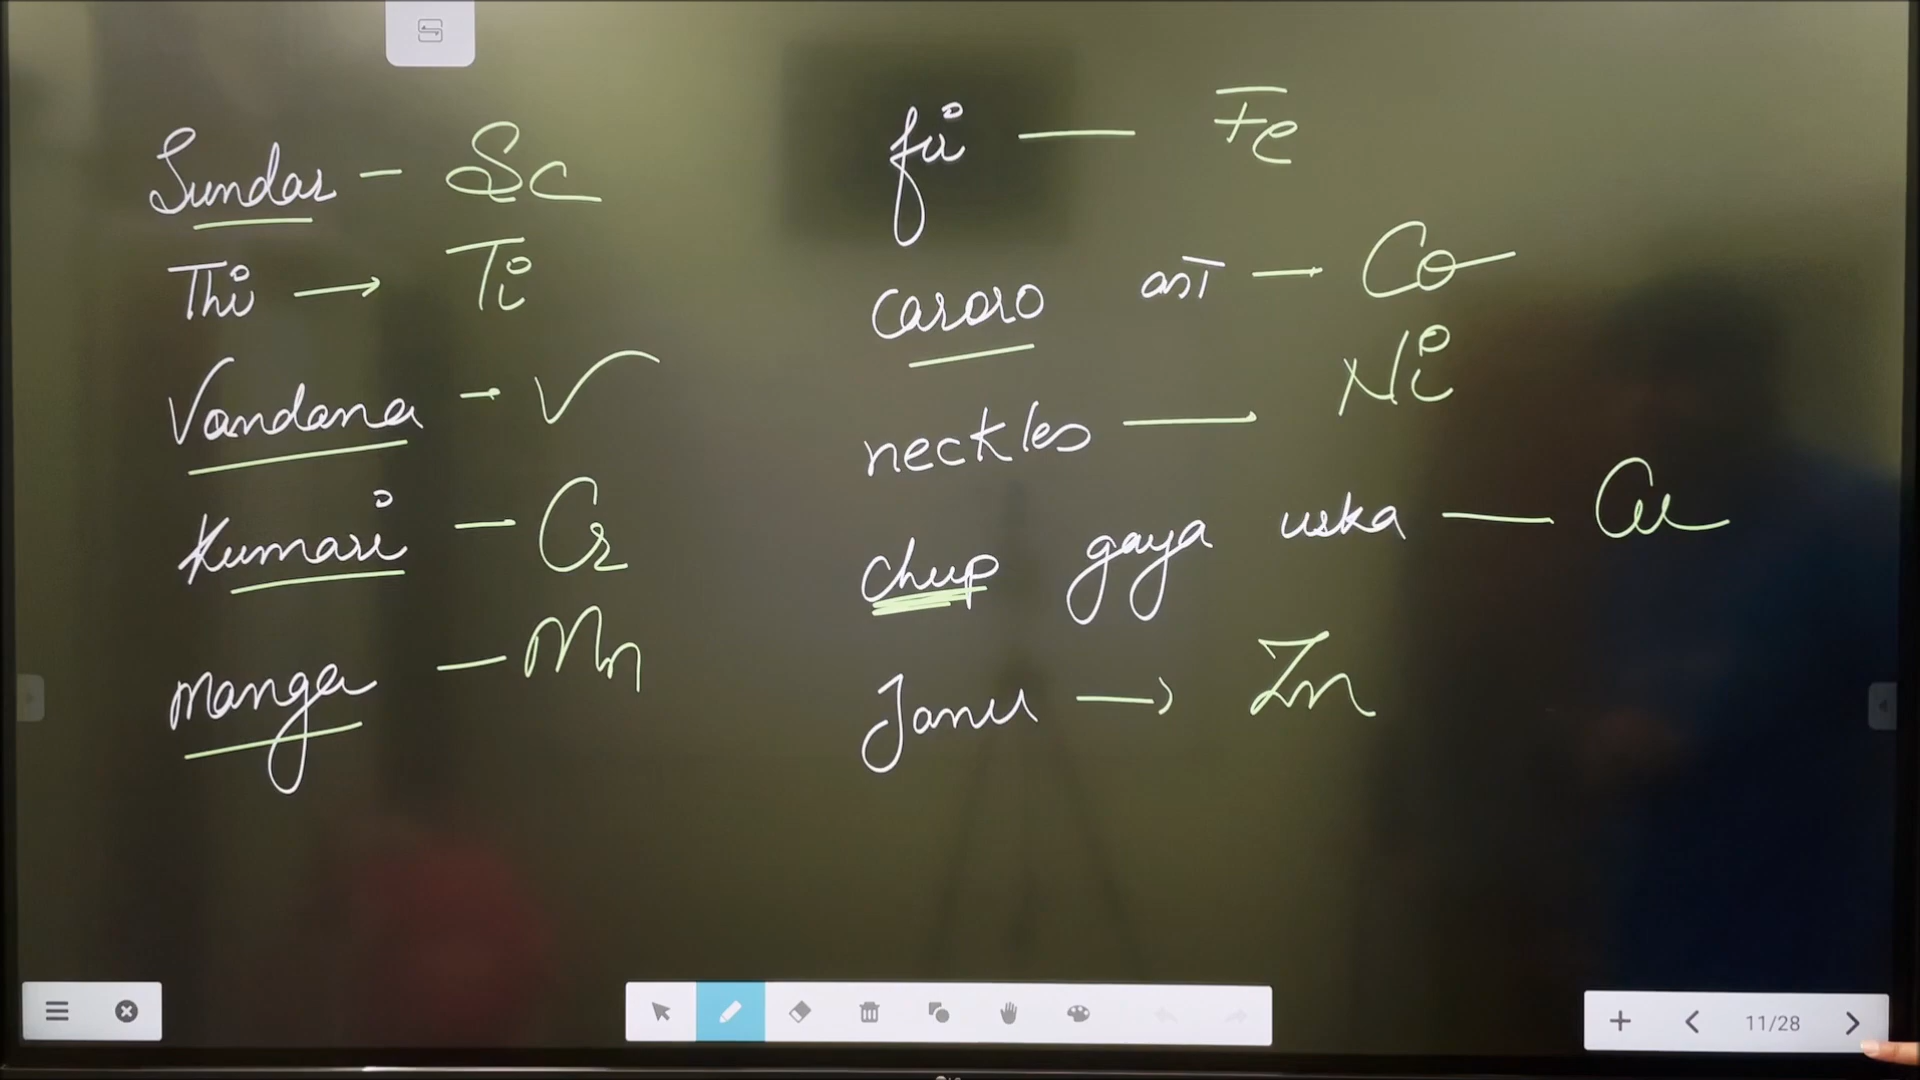 Sundar - Sc
Thi → Ti
Vandana - V
Kumari - Cr
manga - Mn
fir — Fe
cararo ast — Co
neckles — Ni
chup gaya uska — Cu
Janu → Zn
11/28